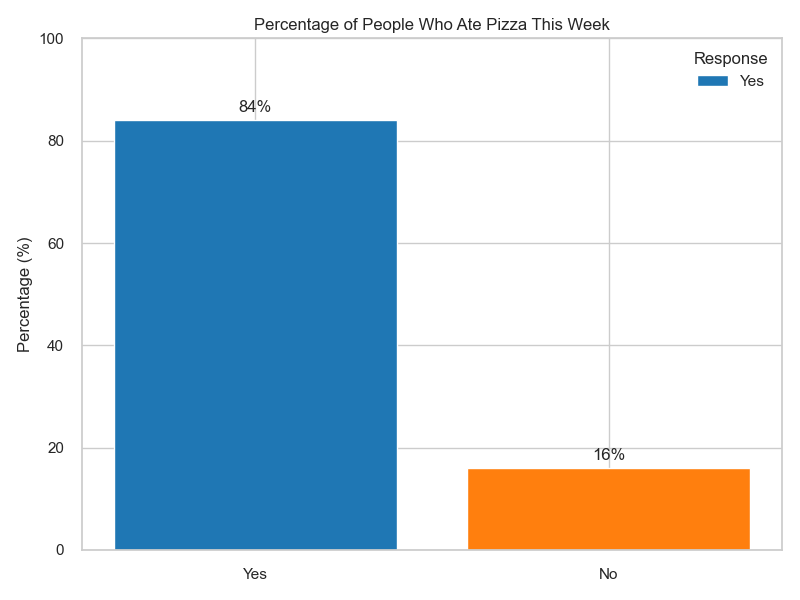 Percentage of People Who Ate Pizza This Week
Response
Yes
84%
16%
Percentage (%)
100
80
60
40
20
0
Yes
No